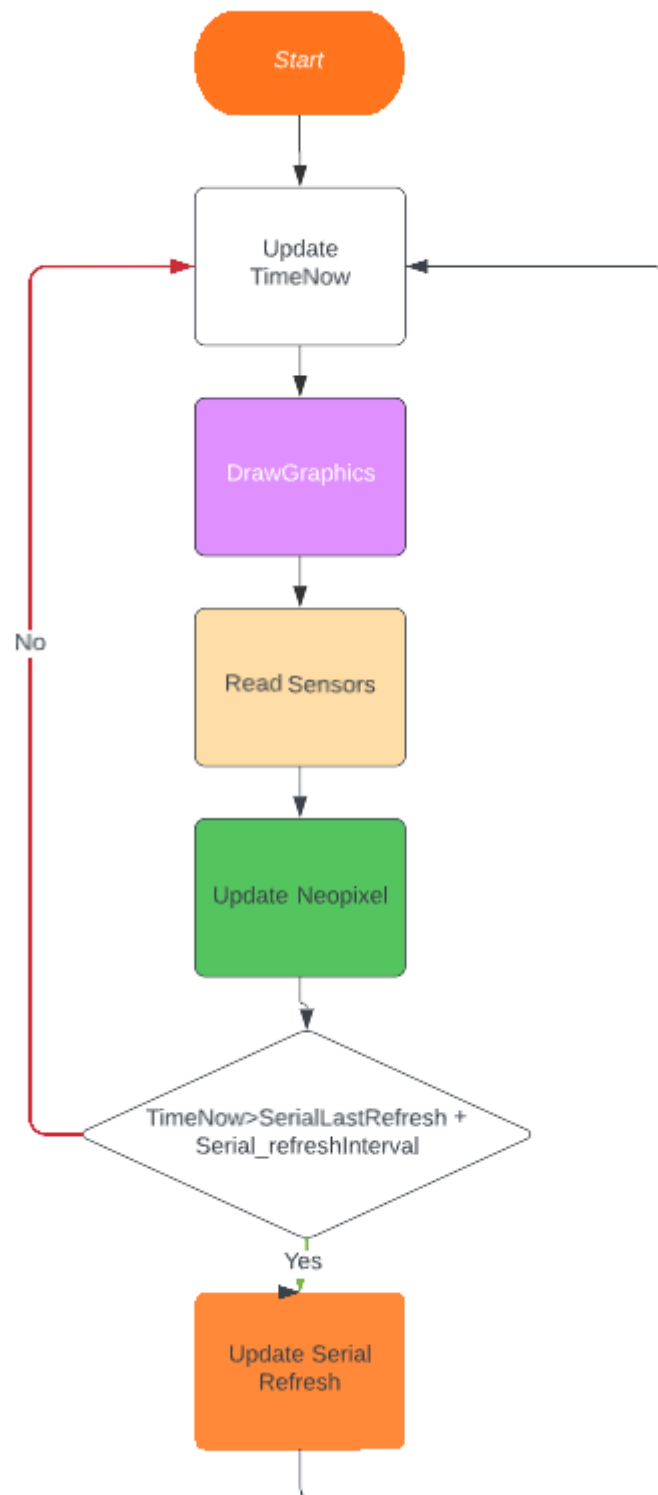 Start
Update
TimeNow
DrawGraphics
No
Read Sensors
Update Neopixel
TimeNow>SerialLastRefresh +
Serial_refreshInterval
Yes
Update Serial
Refresh